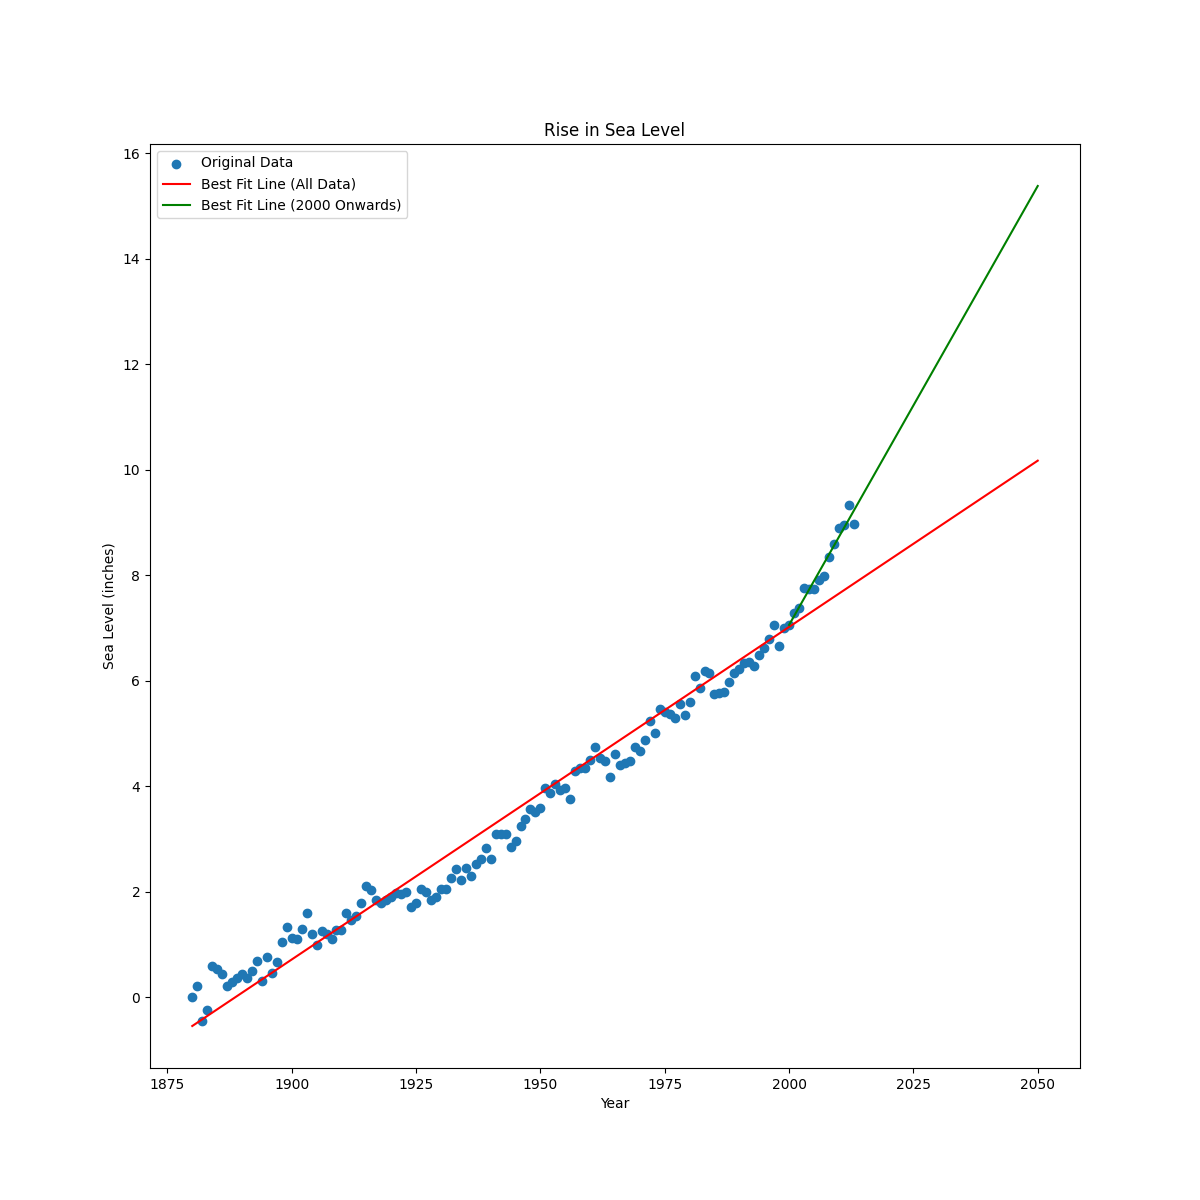 Rise in Sea Level
Original Data
Best Fit Line (All Data)
Best Fit Line (2000 Onwards)
16
14
12
10
8
6
4
2
0
Sea Level (inches)
1875 1900 1925 1950 1975 2000 2025 2050
Year